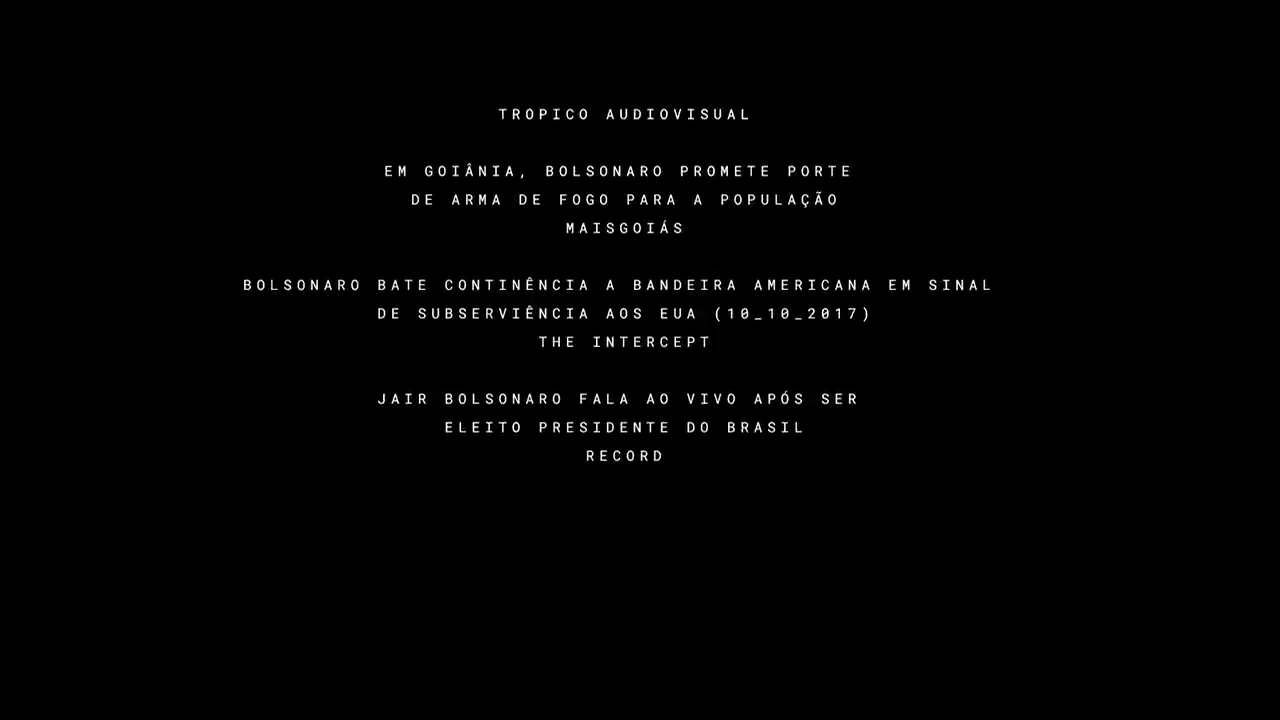 TROPICO AUDIOVISUAL
EM GOIÂNIA, BOLSONARO PROMETE PORTE
DE ARMA DE FOGO PARA A POPULAÇÃO
MAISGOIÁS
BOLSONARO BATE CONTINÊNCIA A BANDEIRA AMERICANA EM SINAL
DE SUBSERVIÊNCIA AOS EUA (10_10_2017)
THE INTERCEPT
JAIR BOLSONARO FALA AO VIVO APÓS SER
ELEITO PRESIDENTE DO BRASIL
RECORD